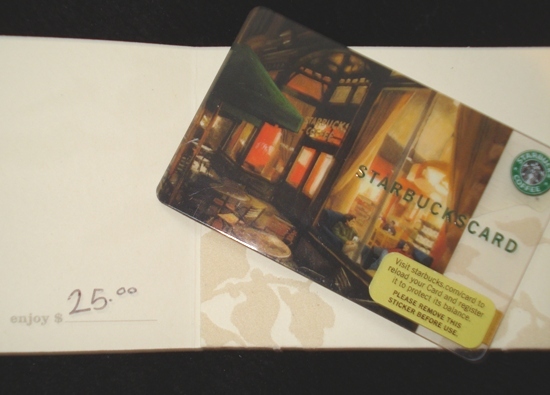 STARBUCKS
STARBUCKSCARD
STARBUCKS
COFFEE
Visit starbucks.com/card to
reload your Card and register
it to protect its balance.
PLEASE REMOVE THIS
STICKER BEFORE USE.
enjoy $ 25.00